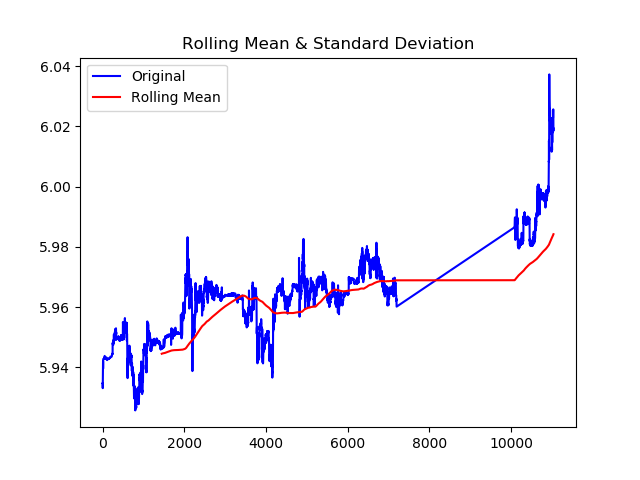 Rolling Mean & Standard Deviation
Original
Rolling Mean
6.04
6.02
6.00
5.98
5.96
5.94
0 2000 4000 6000 8000 10000